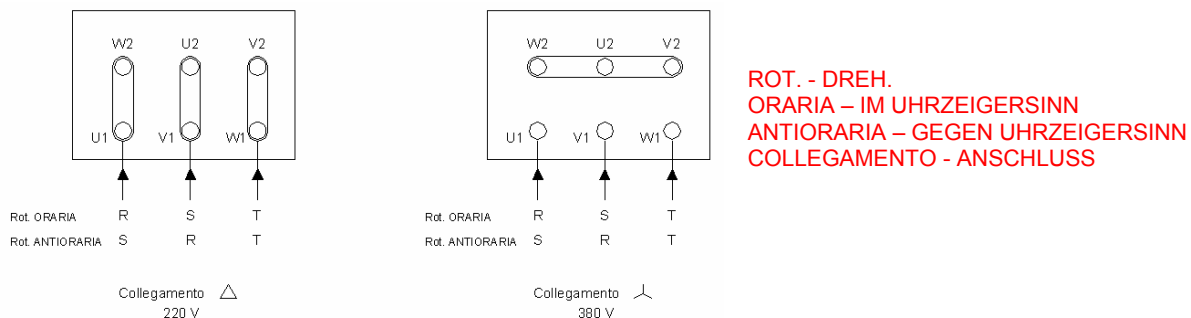 W2 U2 V2
U1 V1 W1
Rot. ORARIA R S T
Rot. ANTIORARIA S R T
Collegamento △
220 V
W2 U2 V2
U1 V1 W1
Rot. ORARIA R S T
Rot. ANTIORARIA S R T
Collegamento
380 V
ROT. - DREH.
ORARIA – IM UHRZEIGERSINN
ANTIORARIA – GEGEN UHRZEIGERSINN
COLLEGAMENTO - ANSCHLUSS